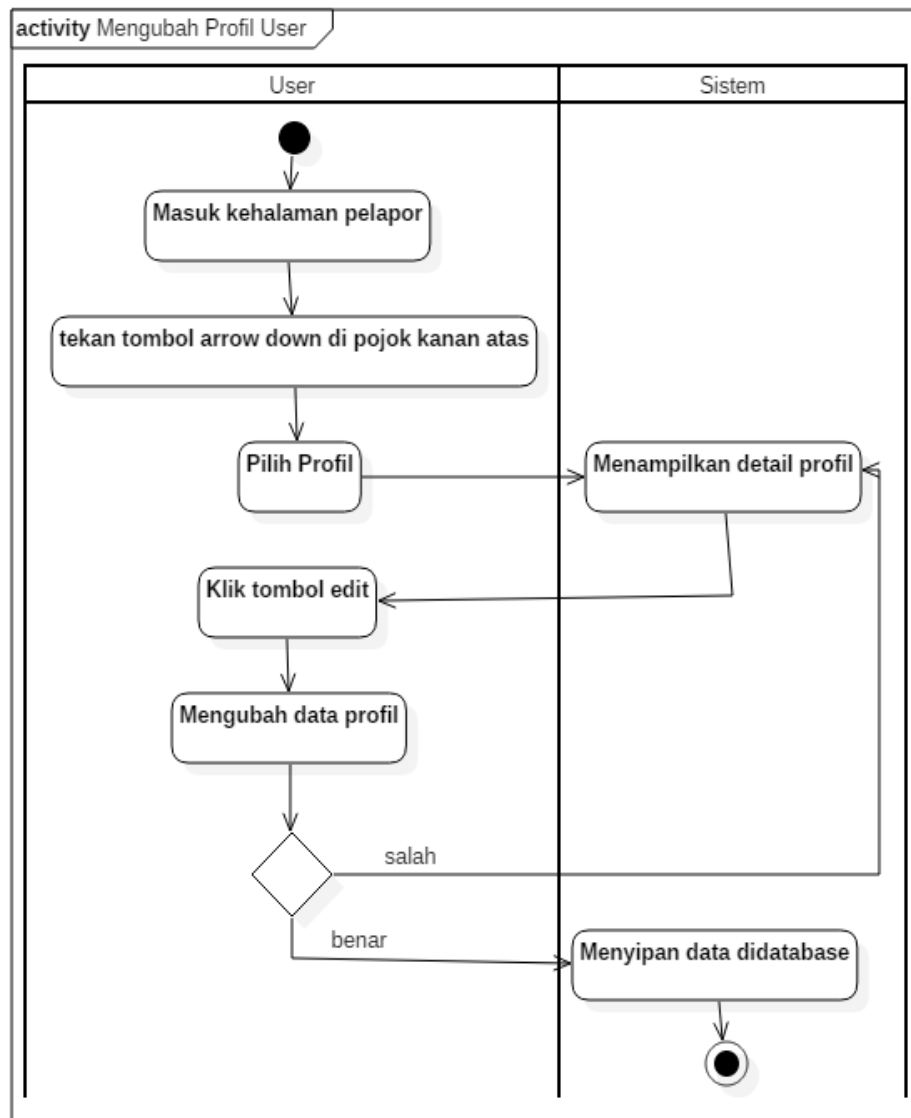 activity Mengubah Profil User
User
Sistem
Masuk kehalaman pelapor
tekan tombol arrow down di pojok kanan atas
Pilih Profil
Menampilkan detail profil
Klik tombol edit
Mengubah data profil
salah
benar
Menyipan data didatabase